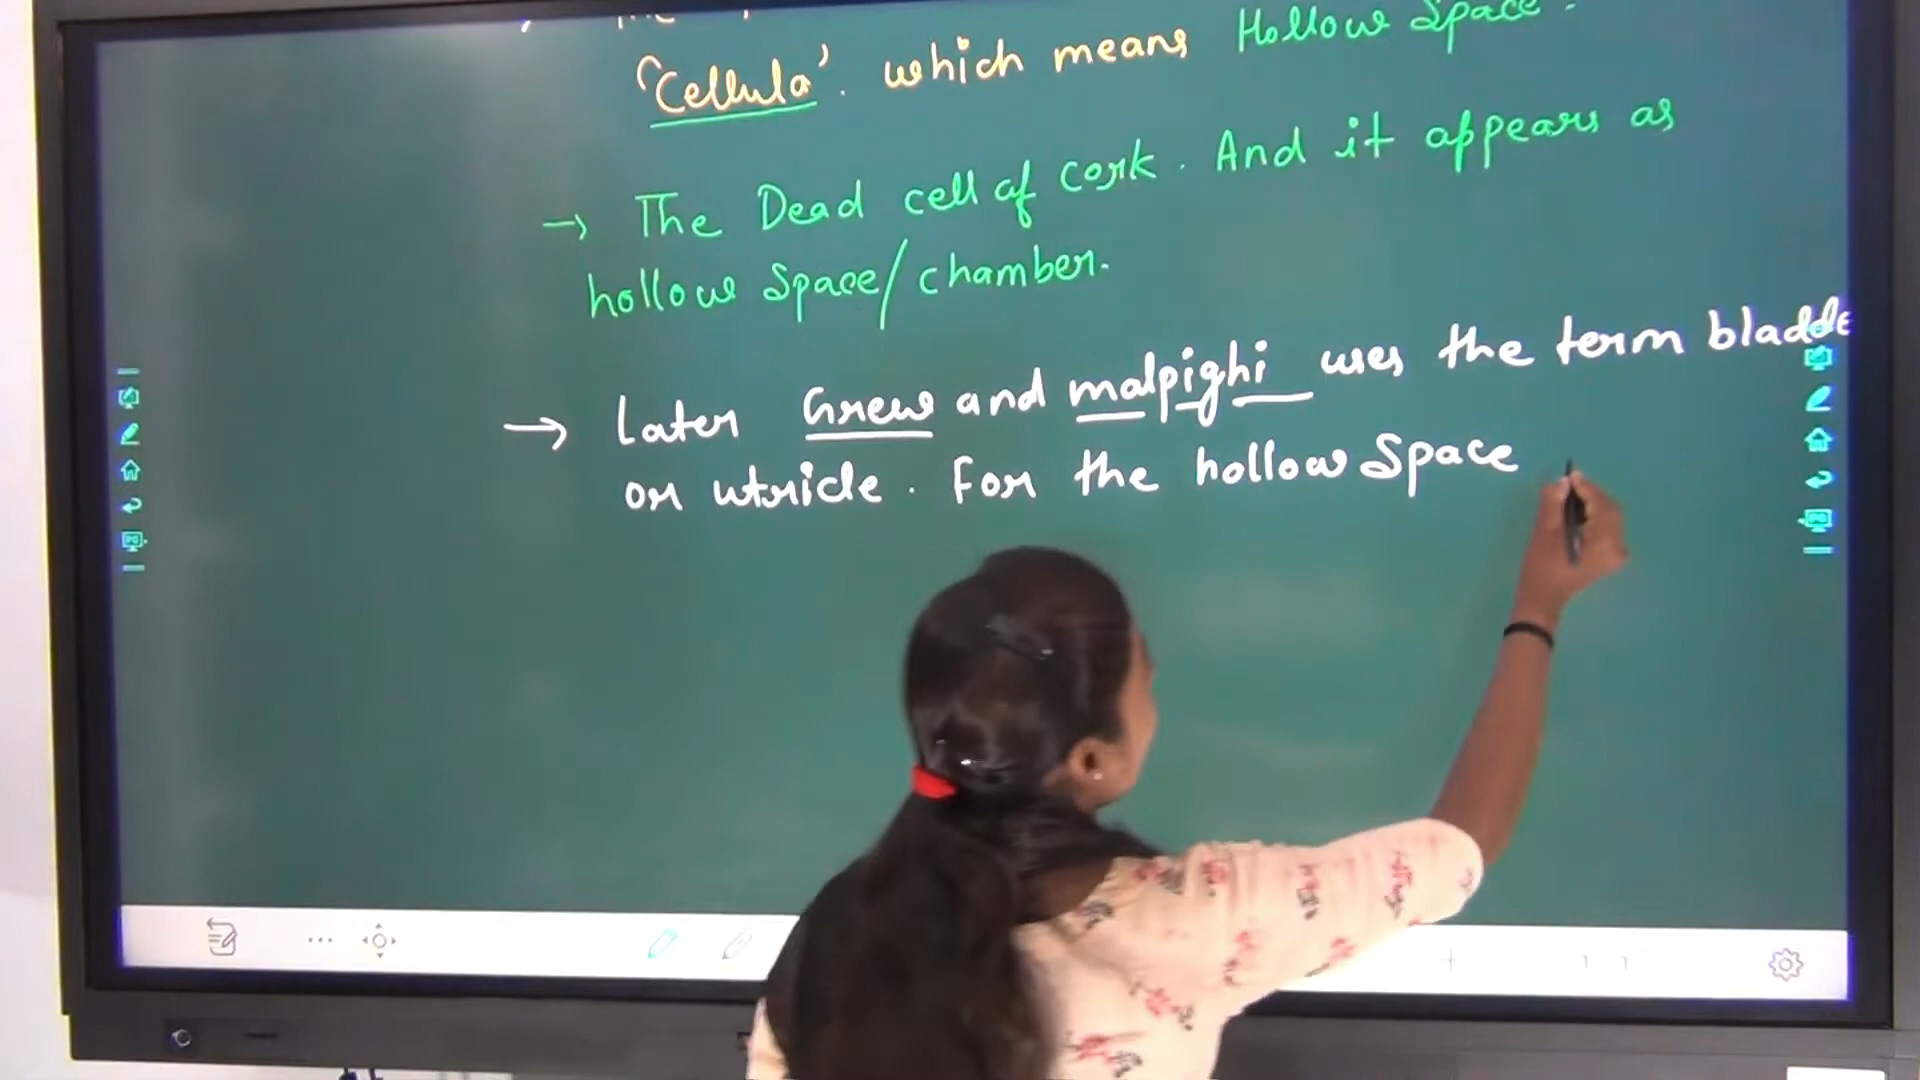 'Cellula'. which means Hollow Space.
→ The Dead cell of cork. And it appears as
hollow Space/chamber.
→ Later Grew and malpighi uses the term bladde
or utricle. For the hollow Space